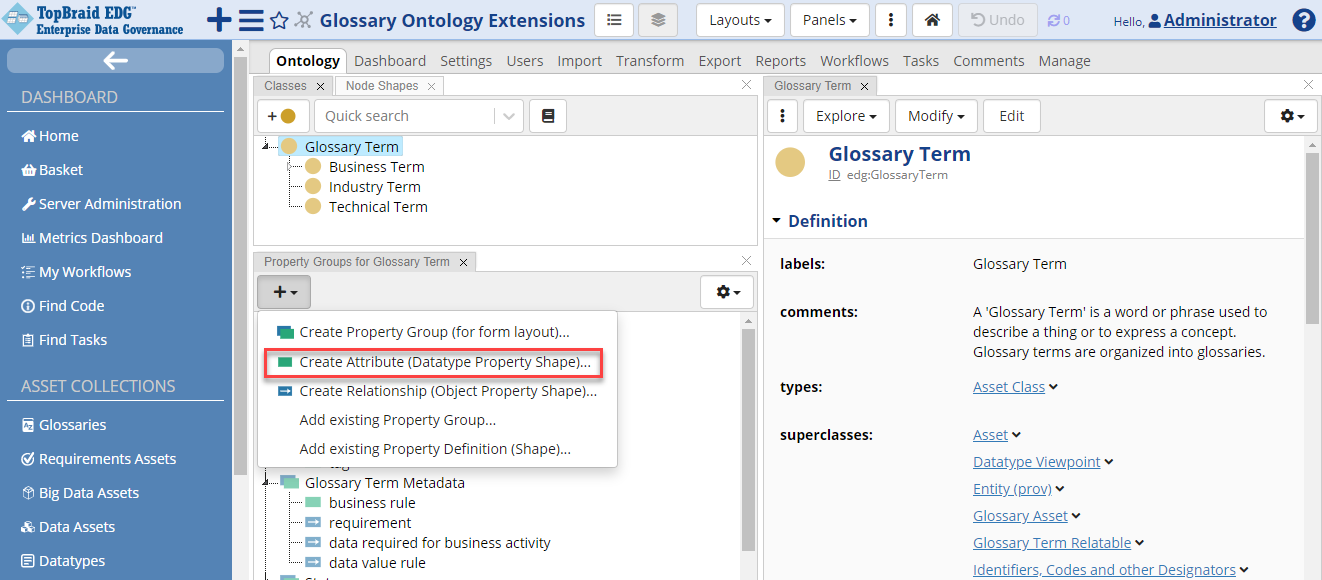 TopBraid EDG™
Enterprise Data Governance
Glossary Ontology Extensions
Layouts
Panels
Undo
0
Hello, Administrator
?
DASHBOARD
Home
Basket
Server Administration
Metrics Dashboard
My Workflows
Find Code
Find Tasks
ASSET COLLECTIONS
Glossaries
Requirements Assets
Big Data Assets
Data Assets
Datatypes
Ontology Dashboard Settings Users Import Transform Export Reports Workflows Tasks Comments Manage
Classes
Node Shapes
Quick search
Glossary Term
Business Term
Industry Term
Technical Term
Property Groups for Glossary Term
Create Property Group (for form layout)...
Create Attribute (Datatype Property Shape)...
Create Relationship (Object Property Shape)...
Add existing Property Group...
Add existing Property Definition (Shape)...
Glossary Term Metadata
business rule
requirement
data required for business activity
data value rule
Glossary Term
Explore
Modify
Edit
Glossary Term
ID edg:GlossaryTerm
Definition
labels: Glossary Term
comments: A 'Glossary Term' is a word or phrase used to
describe a thing or to express a concept.
Glossary terms are organized into glossaries.
types: Asset Class
superclasses: Asset
Datatype Viewpoint
Entity (prov)
Glossary Asset
Glossary Term Relatable
Identifiers, Codes and other Designators